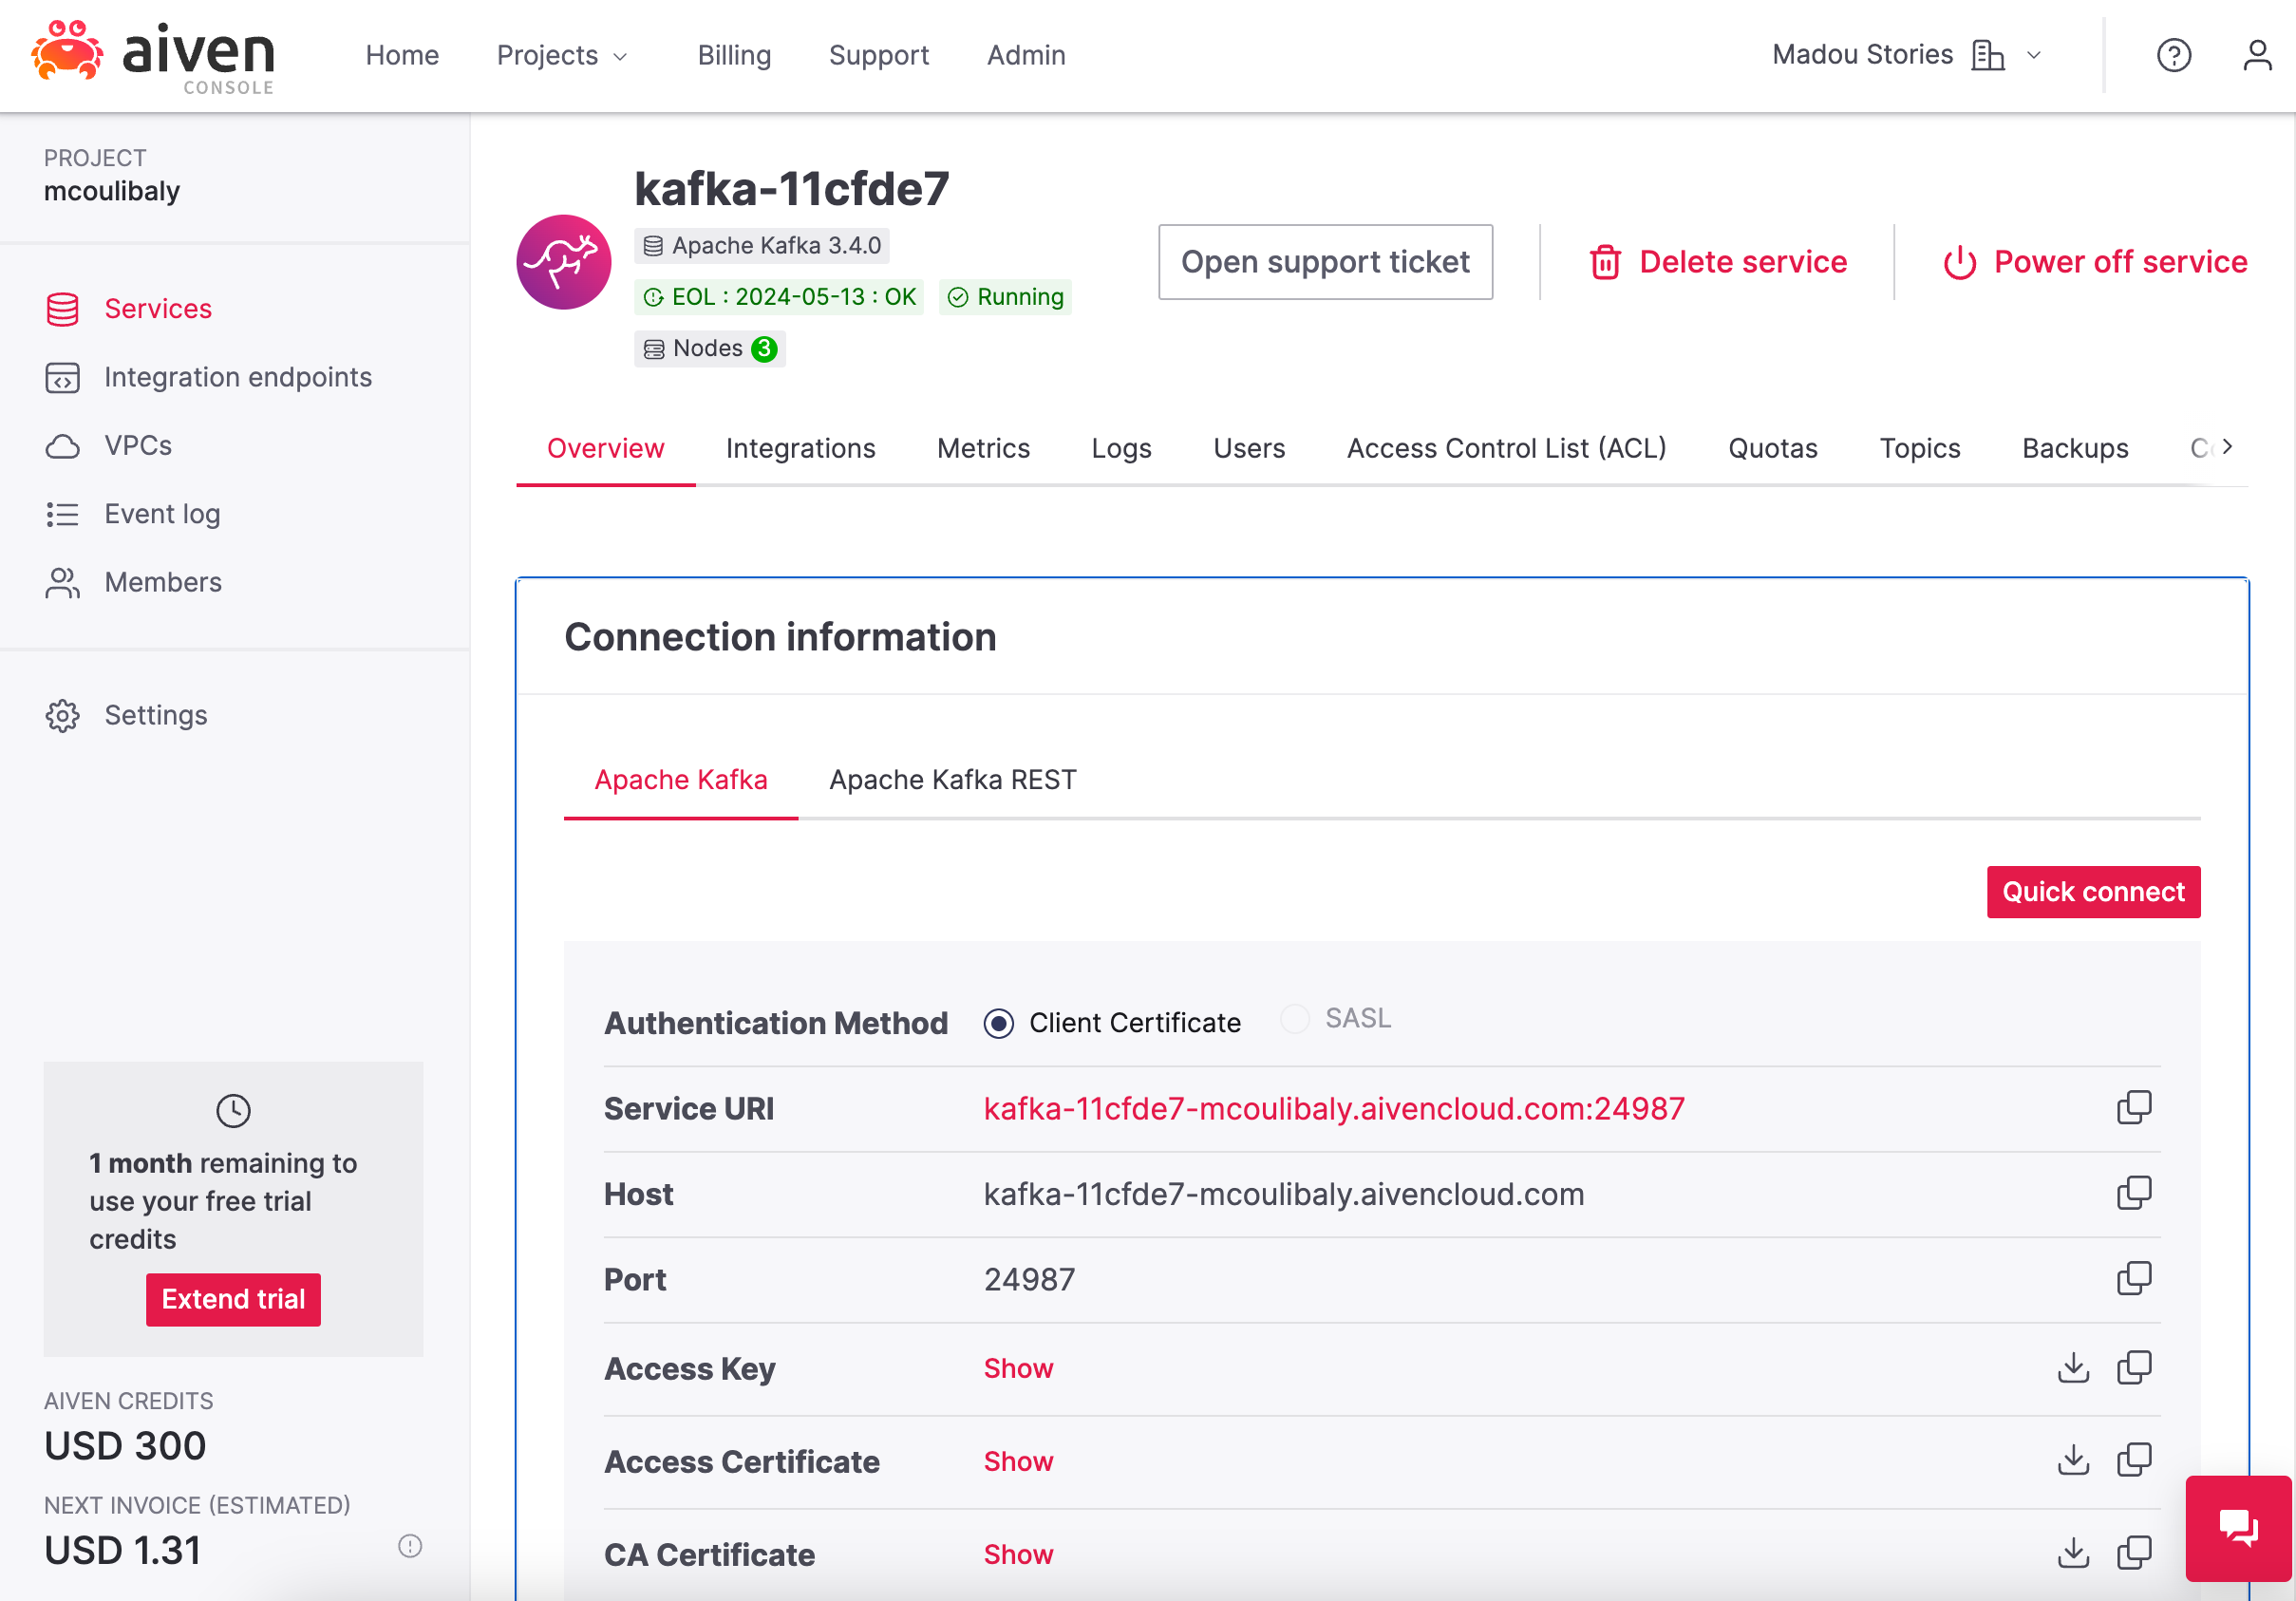 aiven
CONSOLE
Home
Projects
Billing
Support
Admin
Madou Stories
PROJECT
mcoulibaly
Services
Integration endpoints
VPCs
Event log
Members
Settings
1 month remaining to
use your free trial
credits
Extend trial
AIVEN CREDITS
USD 300
NEXT INVOICE (ESTIMATED)
USD 1.31
kafka-11cfde7
Apache Kafka 3.4.0
EOL : 2024-05-13 : OK
Running
Nodes 3
Open support ticket
Delete service
Power off service
Overview
Integrations
Metrics
Logs
Users
Access Control List (ACL)
Quotas
Topics
Backups
Connection information
Apache Kafka
Apache Kafka REST
Quick connect
Authentication Method
Client Certificate
SASL
Service URI
kafka-11cfde7-mcoulibaly.aivencloud.com:24987
Host
kafka-11cfde7-mcoulibaly.aivencloud.com
Port
24987
Access Key
Show
Access Certificate
Show
CA Certificate
Show